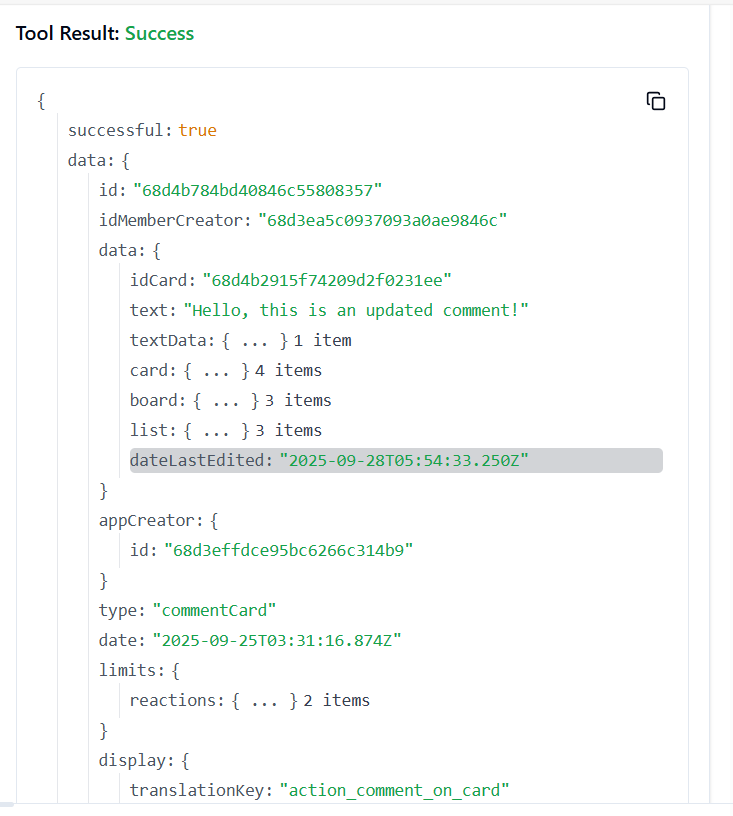 Tool Result: Success
{
successful: true
data: {
id: "68d4b784bd40846c55808357"
idMemberCreator: "68d3ea5c0937093a0ae9846c"
data: {
idCard: "68d4b2915f74209d2f0231ee"
text: "Hello, this is an updated comment!"
textData: { ... } 1 item
card: { ... } 4 items
board: { ... } 3 items
list: { ... } 3 items
dateLastEdited: "2025-09-28T05:54:33.250Z"
}
appCreator: {
id: "68d3effdce95bc6266c314b9"
}
type: "commentCard"
date: "2025-09-25T03:31:16.874Z"
limits: {
reactions: { ... } 2 items
}
display: {
translationKey: "action_comment_on_card"